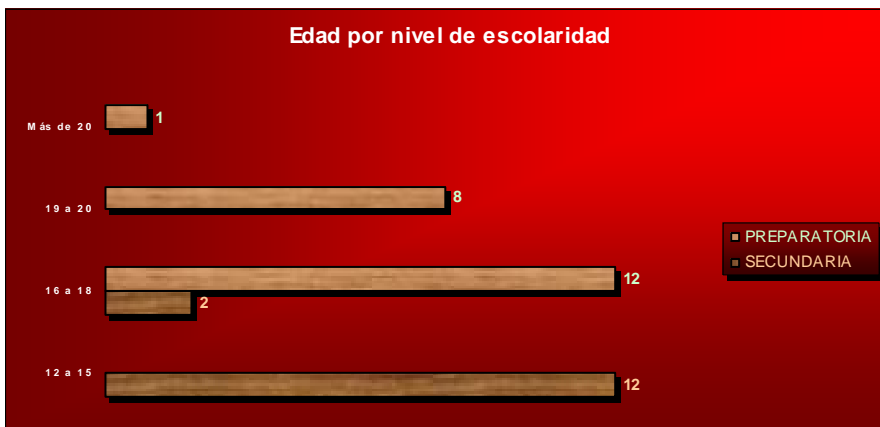 Edad por nivel de escolaridad
Más de 20
1
19 a 20
8
16 a 18
12
2
12 a 15
12
PREPARATORIA
SECUNDARIA